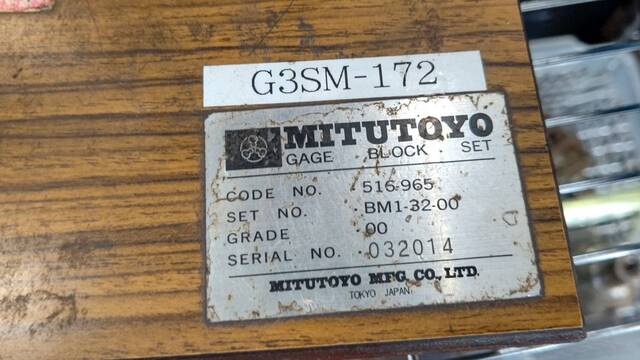 G3SM-172
MITUTOYO
GAGE BLOCK SET
CODE NO. 516-965
SET NO. BM1-32-00
GRADE 00
SERIAL NO. 032014
MITUTOYO MFG. CO., LTD.
TOKYO JAPAN